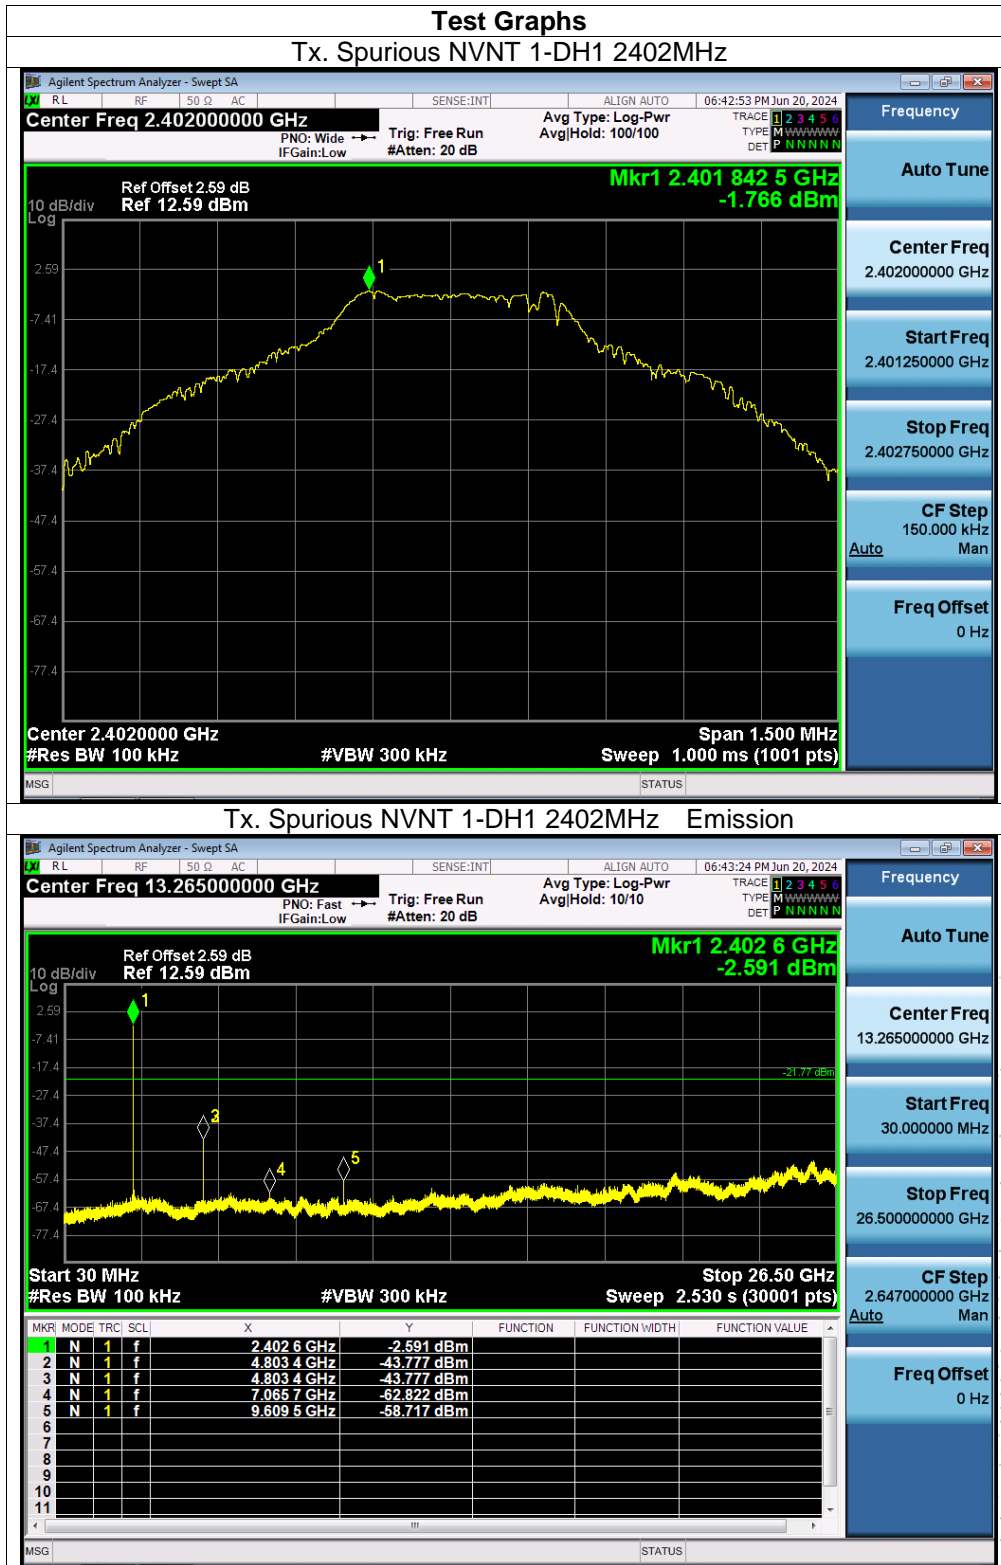 Test Graphs
Tx. Spurious NVNT 1-DH1 2402MHz
Agilent Spectrum Analyzer - Swept SA
LXI RL RF 50 Ω AC SENSE:INT ALIGN AUTO 06:42:53 PM Jun 20, 2024
Center Freq 2.402000000 GHz
PNO: Wide
IFGain:Low
Trig: Free Run
#Atten: 20 dB
Avg Type: Log-Pwr
Avg|Hold: 100/100
TRACE 1 2 3 4 5 6
TYPE M WWWWW
DET P N N N N N
Frequency
Auto Tune
Center Freq
2.402000000 GHz
Start Freq
2.401250000 GHz
Stop Freq
2.402750000 GHz
CF Step
150.000 kHz
Auto Man
Freq Offset
0 Hz
Mkr1 2.401 842 5 GHz
-1.766 dBm
Ref Offset 2.59 dB
10 dB/div Ref 12.59 dBm
Log
1
2.59
-7.41
-17.4
-27.4
-37.4
-47.4
-57.4
-67.4
-77.4
Center 2.4020000 GHz Span 1.500 MHz
#Res BW 100 kHz #VBW 300 kHz Sweep 1.000 ms (1001 pts)
MSG STATUS
Tx. Spurious NVNT 1-DH1 2402MHz Emission
Agilent Spectrum Analyzer - Swept SA
LXI RL RF 50 Ω AC SENSE:INT ALIGN AUTO 06:43:24 PM Jun 20, 2024
Center Freq 13.265000000 GHz
PNO: Fast
IFGain:Low
Trig: Free Run
#Atten: 20 dB
Avg Type: Log-Pwr
Avg|Hold: 10/10
TRACE 1 2 3 4 5 6
TYPE M WWWWW
DET P N N N N N
Frequency
Auto Tune
Center Freq
13.265000000 GHz
Start Freq
30.000000 MHz
Stop Freq
26.500000000 GHz
CF Step
2.647000000 GHz
Auto Man
Freq Offset
0 Hz
Mkr1 2.402 6 GHz
-2.591 dBm
Ref Offset 2.59 dB
10 dB/div Ref 12.59 dBm
Log
1
2.59
-7.41
-17.4
-21.77 dBm
-27.4
-37.4
3
-47.4
4 5
-57.4
-67.4
-77.4
Start 30 MHz Stop 26.50 GHz
#Res BW 100 kHz #VBW 300 kHz Sweep 2.530 s (30001 pts)
MKR MODE TRC SCL X Y FUNCTION FUNCTION WIDTH FUNCTION VALUE
1 N 1 f 2.402 6 GHz -2.591 dBm
2 N 1 f 4.803 4 GHz -43.777 dBm
3 N 1 f 4.803 4 GHz -43.777 dBm
4 N 1 f 7.065 7 GHz -62.822 dBm
5 N 1 f 9.609 5 GHz -58.717 dBm
6
7
8
9
10
11
MSG STATUS